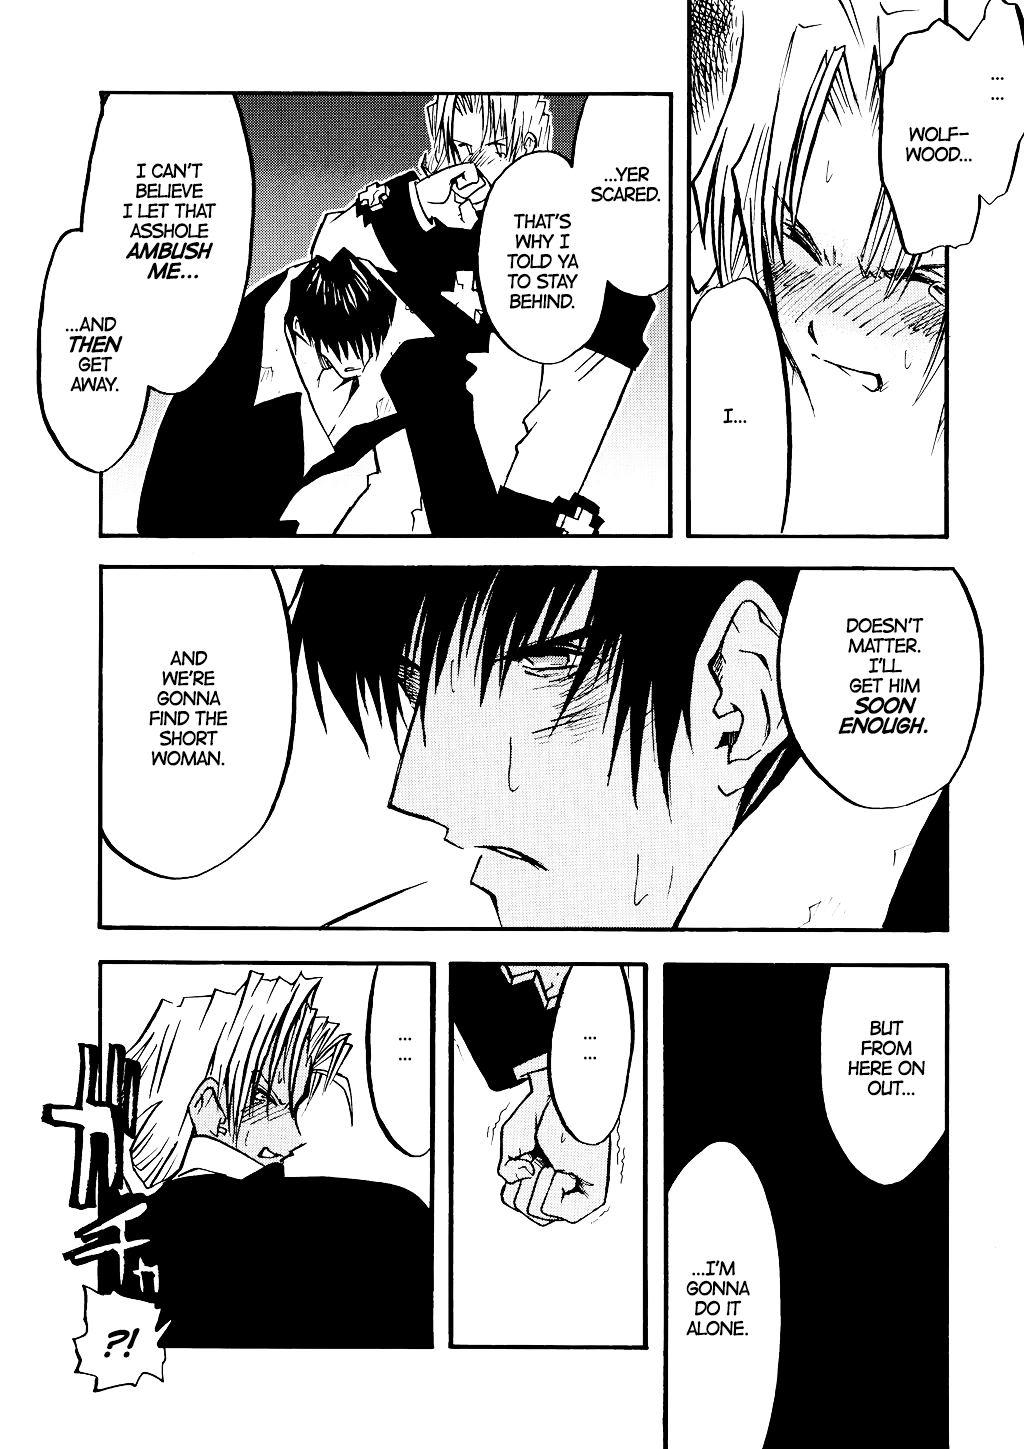 ……
WOLF-
WOOD...
I...
...YER
SCARED.
THAT'S
WHY I
TOLD YA
TO STAY
BEHIND.
I CAN'T
BELIEVE
I LET THAT
ASSHOLE
AMBUSH
ME...
...AND
THEN
GET
AWAY.
DOESN'T
MATTER.
I'LL
GET HIM
SOON
ENOUGH.
AND
WE'RE
GONNA
FIND THE
SHORT
WOMAN.
BUT
FROM
HERE ON
OUT...
...I'M
GONNA
DO IT
ALONE.
……
……
ガチ
?!